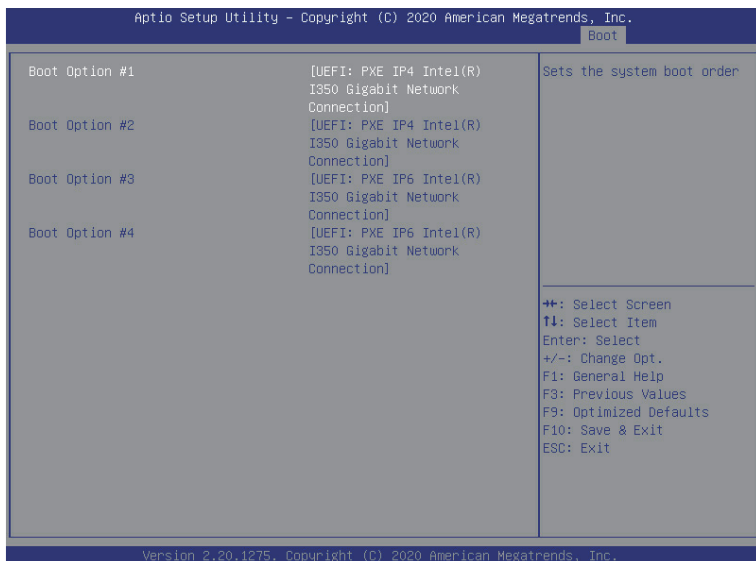 Aptio Setup Utility – Copyright (C) 2020 American Megatrends, Inc.
Boot
Boot Option #1 [UEFI: PXE IP4 Intel(R)
I350 Gigabit Network
Connection]
Boot Option #2 [UEFI: PXE IP4 Intel(R)
I350 Gigabit Network
Connection]
Boot Option #3 [UEFI: PXE IP6 Intel(R)
I350 Gigabit Network
Connection]
Boot Option #4 [UEFI: PXE IP6 Intel(R)
I350 Gigabit Network
Connection]
Sets the system boot order
→←: Select Screen
↑↓: Select Item
Enter: Select
+/-: Change Opt.
F1: General Help
F3: Previous Values
F9: Optimized Defaults
F10: Save & Exit
ESC: Exit
Version 2.20.1275. Copyright (C) 2020 American Megatrends, Inc.